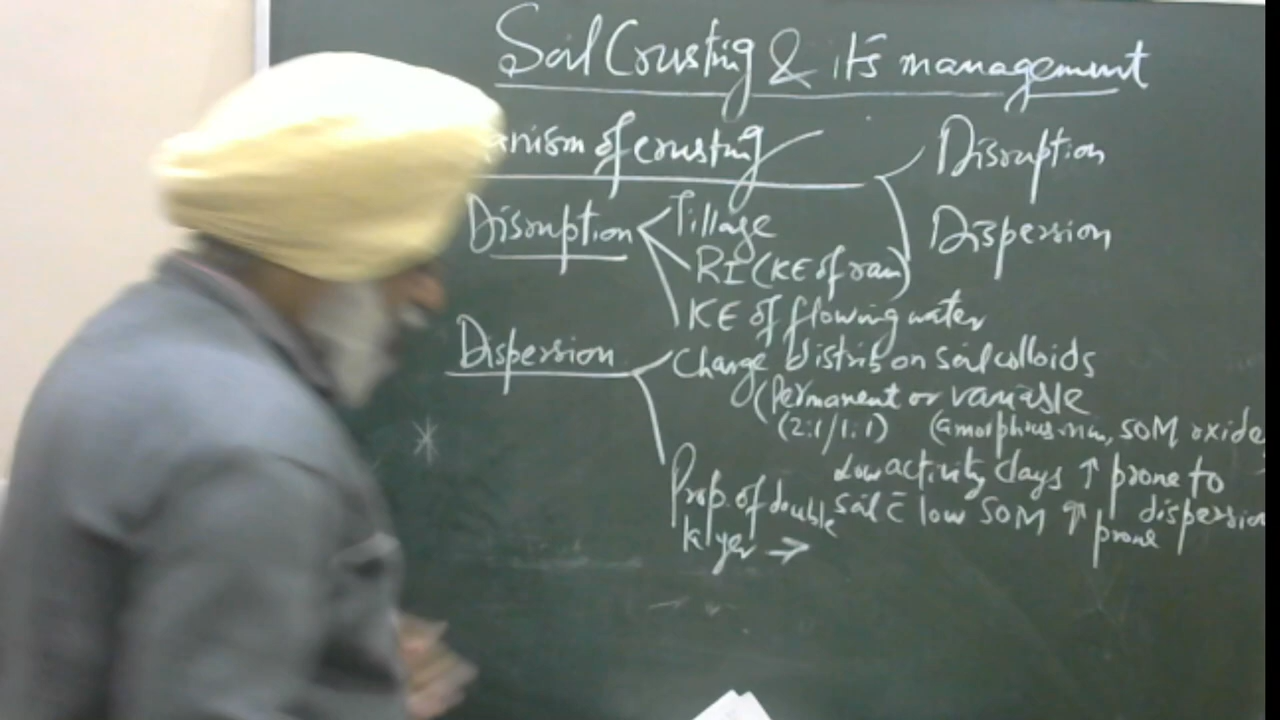 Soil Crusting & its management
anism of crusting
Disruption
Dispersion
Disruption
Tillage
RI (KE of rain)
KE of flowing water
Dispersion
Charge distrib on soil colloids
(Permanent or variable
(2:1/1:1) (amorphous min, SOM oxide
Low activity clays ↑ prone to dispersion
soil c̄ low SOM ↑ prone
Prop. of double layer →